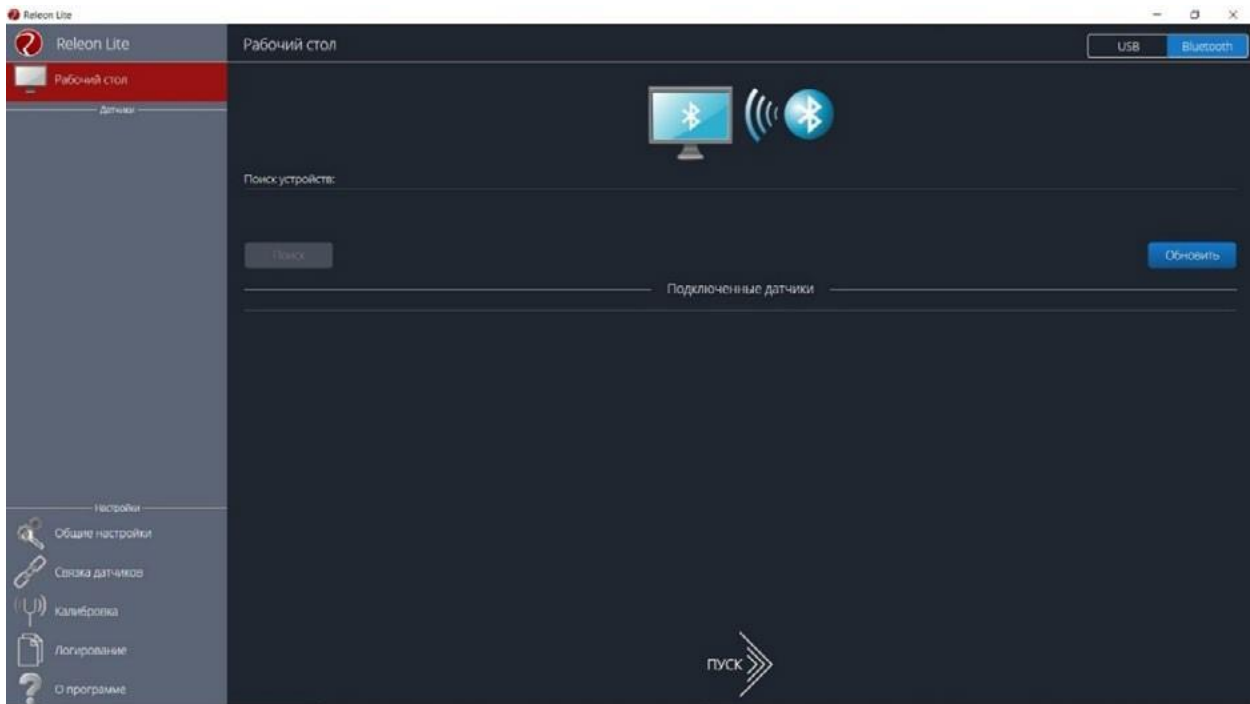 Releon Lite
Releon Lite
Рабочий стол
USB
Bluetooth
Рабочий стол
Датчики
Поиск устройств:
Поиск
Обновить
Подключенные датчики
Настройки
Общие настройки
Связка датчиков
Калибровка
Логирование
О программе
ПУСК